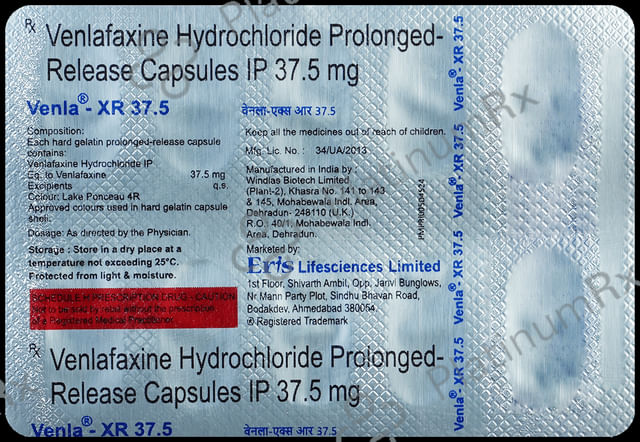 Rx Venlafaxine Hydrochloride Prolonged-
Release Capsules IP 37.5 mg
Venla® - XR 37.5
वेनला-एक्स आर 37.5
Composition:
Each hard gelatin prolonged-release capsule
contains:
Venlafaxine Hydrochloride IP
Eq. to Venlafaxine 37.5 mg
Excipients q.s.
Colour: Lake Ponceau 4R
Approved colours used in hard gelatin capsule
shell.
Dosage: As directed by the Physician.
Storage : Store in a dry place at a
temperature not exceeding 25°C.
Protected from light & moisture.
SCHEDULE H PRESCRIPTION DRUG - CAUTION
Not to be sold by retail without the prescription
of a Registered Medical Practitioner.
Keep all the medicines out of reach of children.
Mfg. Lic. No. : 34/UA/2013
Manufactured in India by :
Windlas Biotech Limited
(Plant-2), Khasra No. 141 to 143
& 145, Mohabewala Indl. Area,
Dehradun- 248110 (U.K.)
R.O.: 40/1, Mohabewala Indl.
Area, Dehradun.
Marketed by:
Eris Lifesciences Limited
1st Floor, Shivarth Ambit, Opp. Janvi Bunglows,
Nr Mann Party Plot, Sindhu Bhavan Road,
Bodakdev, Ahmedabad 380054.
® Registered Trademark
Venla® - XR 37.5
Venla® - XR 37.5
Venla® - XR 37.5
Venla® - XR 37.5
Rx Venlafaxine Hydrochloride Prolonged-
Release Capsules IP 37.5 mg
Venla® - XR 37.5
वेनला-एक्स आर 37.5
PlatinumRx
PlatinumRx